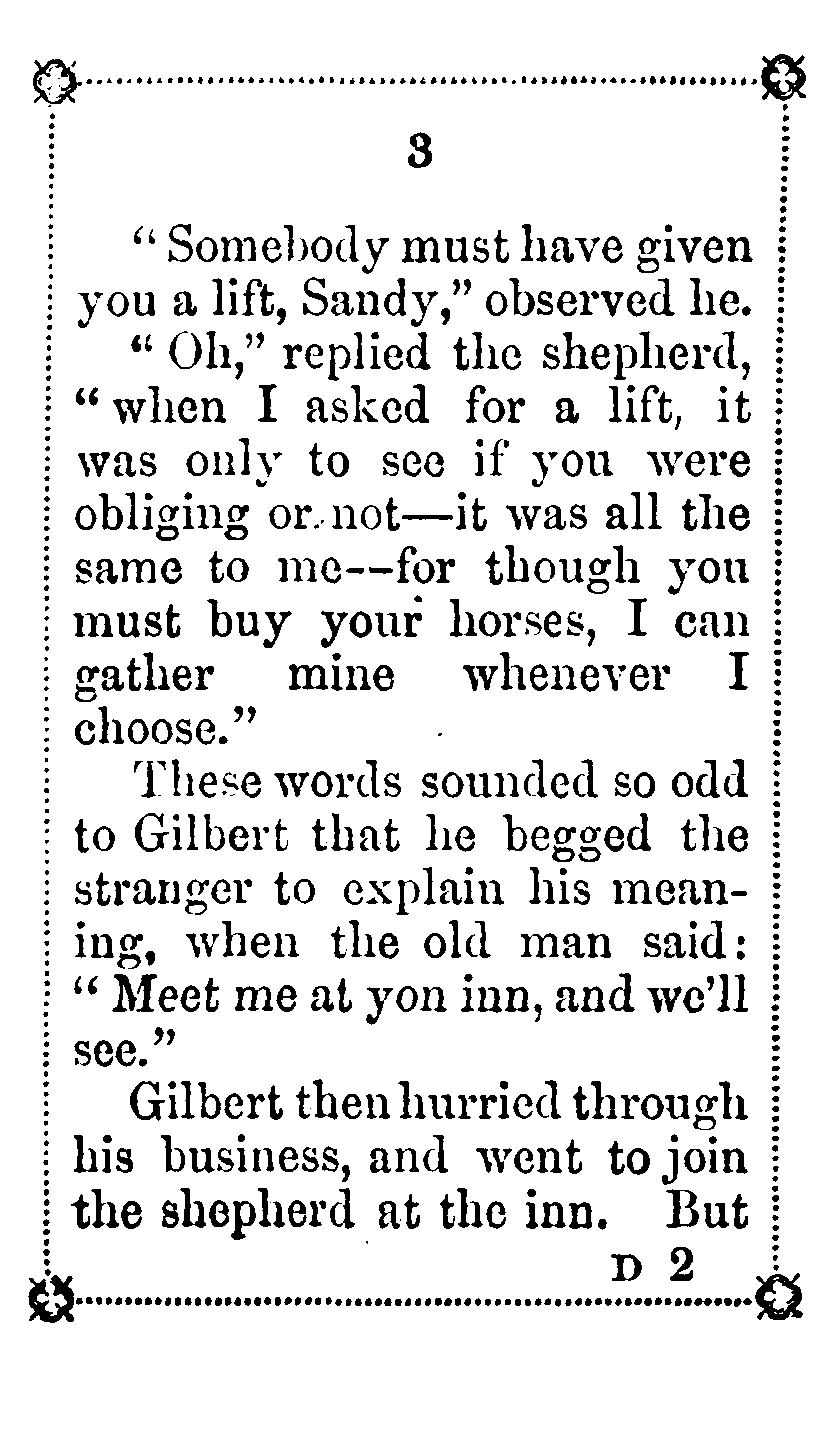 3
“ Somebody must have given
you a lift, Sandy,” observed he.
“ Oh,” replied the shepherd,
“ when I asked for a lift, it
was only to see if you were
obliging or not—it was all the
same to me--for though you
must buy your horses, I can
gather mine whenever I
choose.”
These words sounded so odd
to Gilbert that he begged the
stranger to explain his mean-
ing, when the old man said:
“ Meet me at yon inn, and we’ll
see.”
Gilbert then hurried through
his business, and went to join
the shepherd at the inn. But
D 2